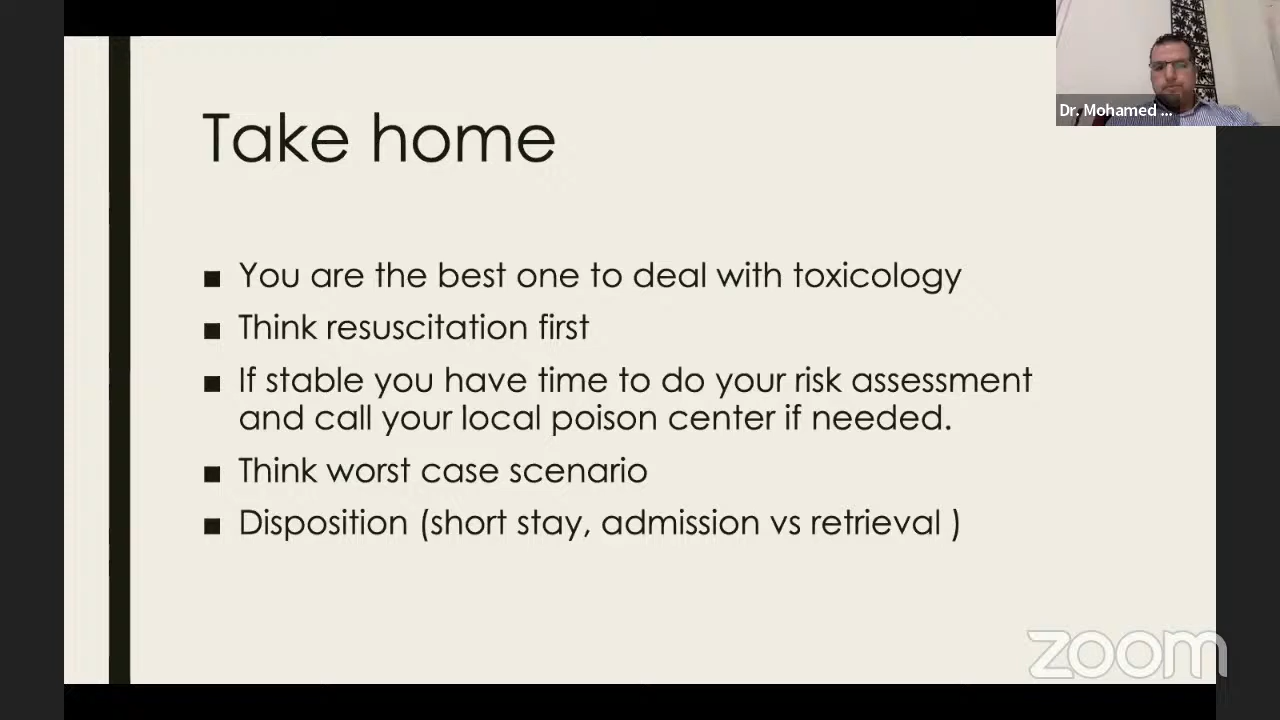 Dr. Mohamed ...
Take home
■ You are the best one to deal with toxicology
■ Think resuscitation first
■ If stable you have time to do your risk assessment
and call your local poison center if needed.
■ Think worst case scenario
■ Disposition (short stay, admission vs retrieval )
zoom